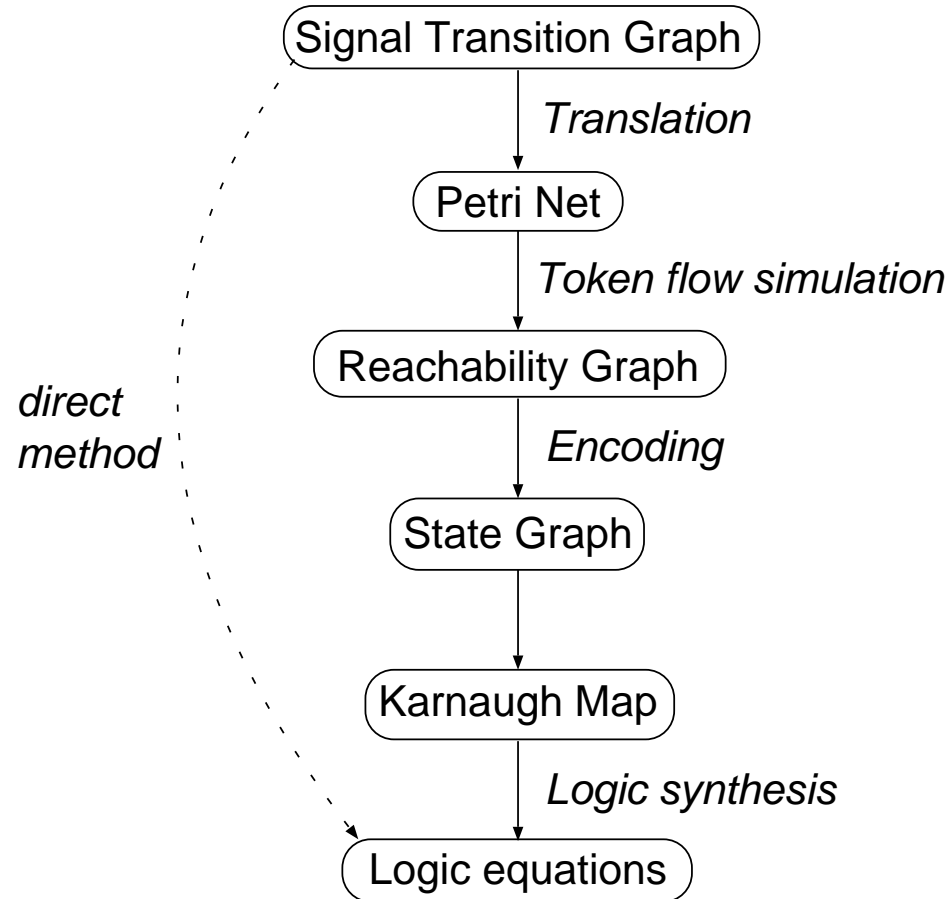 Signal Transition Graph
Translation
Petri Net
Token flow simulation
Reachability Graph
direct
method
Encoding
State Graph
Karnaugh Map
Logic synthesis
Logic equations